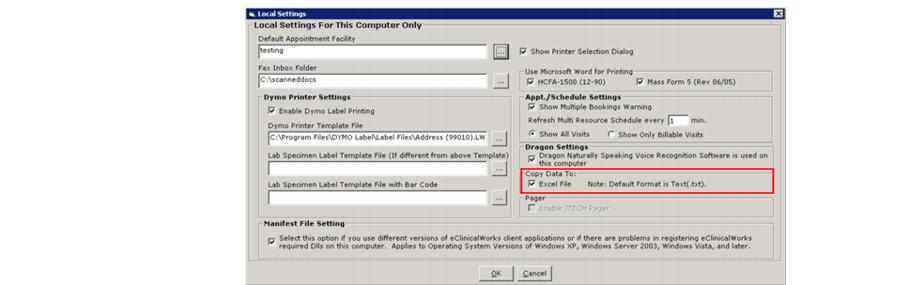 Local Settings
Local Settings For This Computer Only
Default Appointment Facility
testing
...
Show Printer Selection Dialog
Fax Inbox Folder
C:\scanneddocs
...
Use Microsoft Word for Printing
HCFA-1500 (12-90)
Mass Form 5 (Rev 06/05)
Dymo Printer Settings
Enable Dymo Label Printing
Dymo Printer Template File
C:\Program Files\DYMO Label\Label Files\Address (99010).LW
...
Lab Specimen Label Template File (If different from above Template)
...
Lab Specimen Label Template File with Bar Code
...
Appt./Schedule Settings
Show Multiple Bookings Warning
Refresh Multi Resource Schedule every 1 min.
Show All Visits
Show Only Billable Visits
Dragon Settings
Dragon Naturally Speaking Voice Recognition Software is used on
this computer
Copy Data To:
Excel File Note: Default Format is Text(.txt).
Pager
Enable JTECH Pager
Manifest File Setting
Select this option if you use different versions of eClinicalWorks client applications or if there are problems in registering eClinicalWorks
required Dlls on this computer. Applies to Operating System Versions of Windows XP, Windows Server 2003, Windows Vista, and later.
OK
Cancel